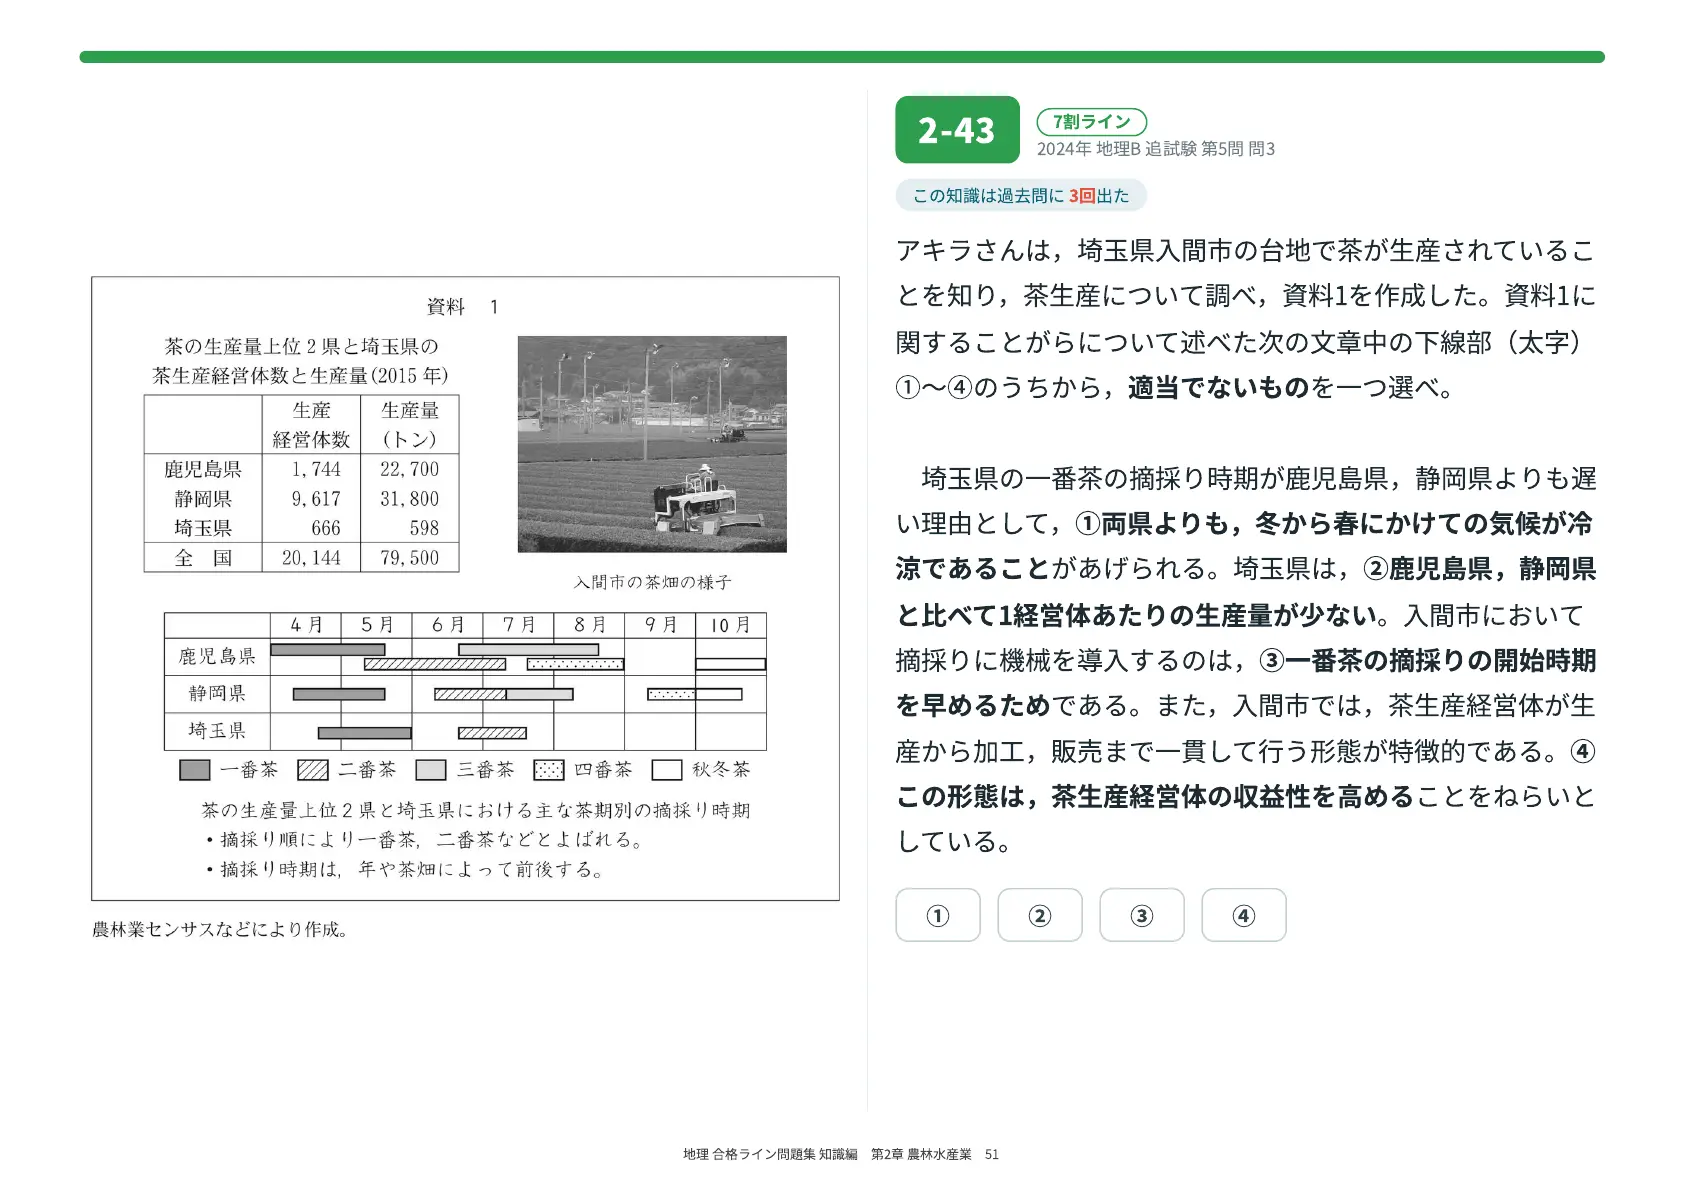 2-43
7割ライン
2024年 地理B 追試験 第5問 問3
この知識は過去問に 3回出た
アキラさんは，埼玉県入間市の台地で茶が生産されているこ
とを知り，茶生産について調べ，資料1を作成した。資料1に
関することがらについて述べた次の文章中の下線部（太字）
①〜④のうちから，適当でないものを一つ選べ。
埼玉県の一番茶の摘採り時期が鹿児島県，静岡県よりも遅
い理由として，①両県よりも，冬から春にかけての気候が冷
涼であることがあげられる。埼玉県は，②鹿児島県，静岡県
と比べて1経営体あたりの生産量が少ない。入間市において
摘採りに機械を導入するのは，③一番茶の摘採りの開始時期
を早めるためである。また，入間市では，茶生産経営体が生
産から加工，販売まで一貫して行う形態が特徴的である。④
この形態は，茶生産経営体の収益性を高めることをねらいと
している。
① ② ③ ④
資料 1
茶の生産量上位2県と埼玉県の
茶生産経営体数と生産量(2015年)
生産 生産量
経営体数 (トン)
鹿児島県 1,744 22,700
静岡県 9,617 31,800
埼玉県 666 598
全 国 20,144 79,500
入間市の茶畑の様子
4月 5月 6月 7月 8月 9月 10月
鹿児島県
静岡県
埼玉県
一番茶 二番茶 三番茶 四番茶 秋冬茶
茶の生産量上位2県と埼玉県における主な茶期別の摘採り時期
・摘採り順により一番茶，二番茶などとよばれる。
・摘採り時期は，年や茶畑によって前後する。
農林業センサスなどにより作成。
地理 合格ライン問題集 知識編 第2章 農林水産業 51